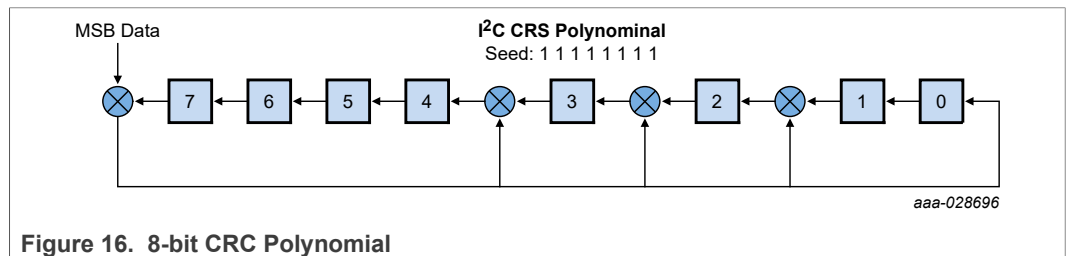 MSB Data
I²C CRS Polynominal
Seed: 1 1 1 1 1 1 1 1
7 6 5 4 3 2 1 0
aaa-028696
Figure 16. 8-bit CRC Polynomial